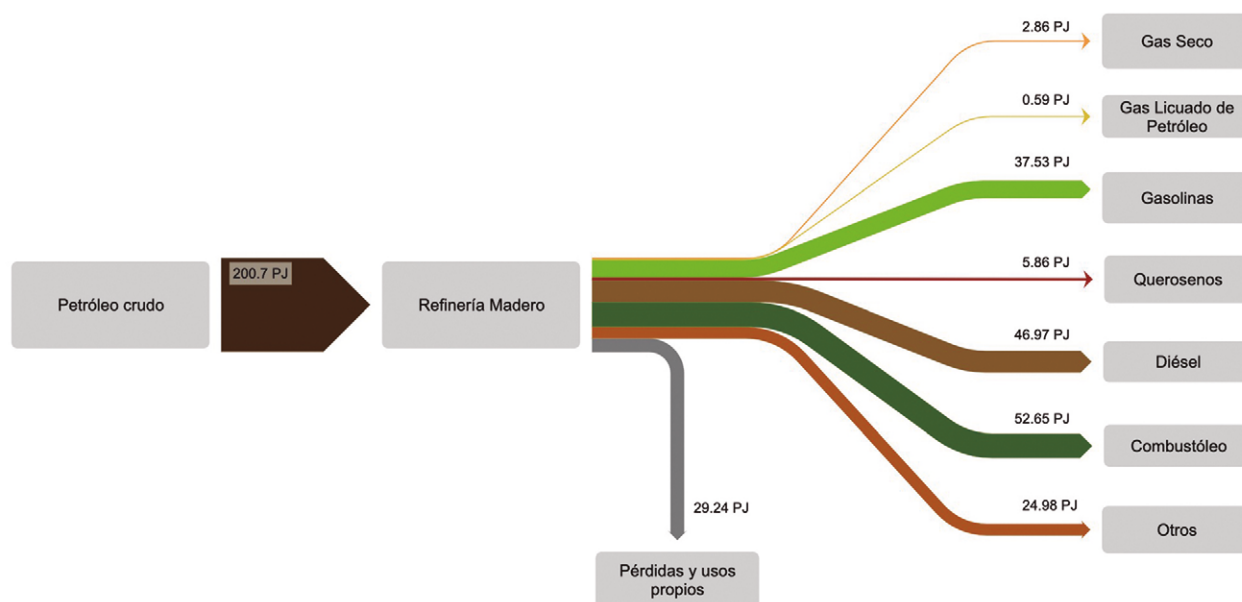 2.86 PJ
Gas Seco
0.59 PJ
Gas Licuado de
Petróleo
37.53 PJ
Gasolinas
200.7 PJ
Petróleo crudo
Refinería Madero
5.86 PJ
Querosenos
46.97 PJ
Diésel
52.65 PJ
Combustóleo
29.24 PJ
24.98 PJ
Otros
Pérdidas y usos
propios